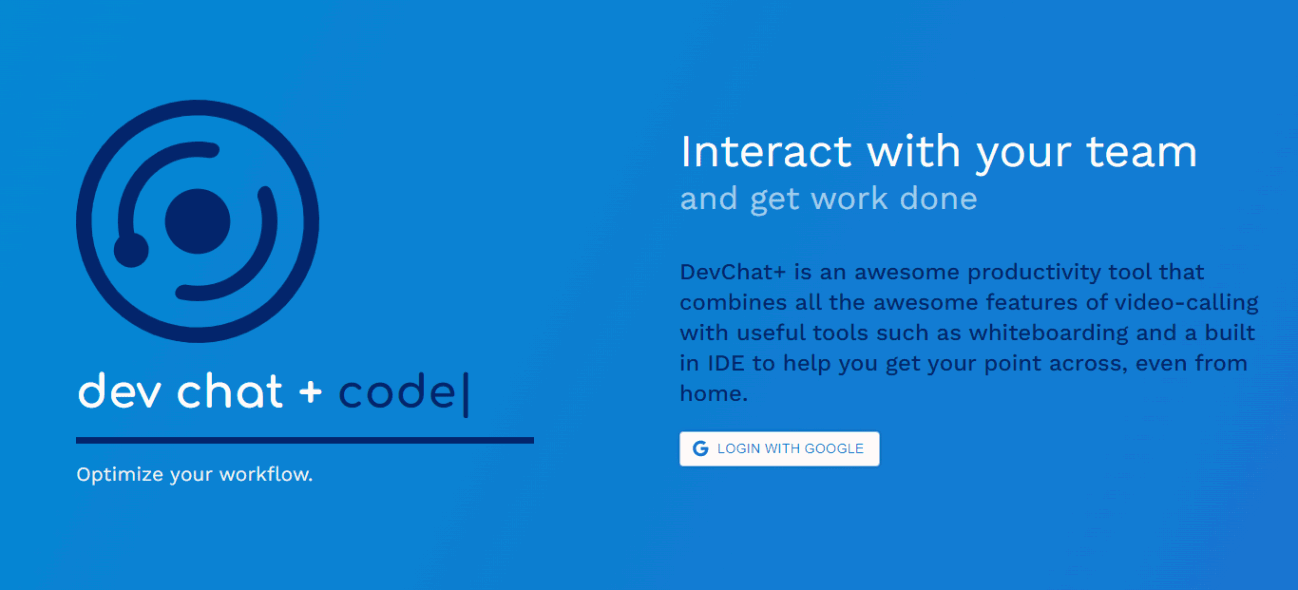 dev chat + code|
Optimize your workflow.
Interact with your team
and get work done
DevChat+ is an awesome productivity tool that
combines all the awesome features of video-calling
with useful tools such as whiteboarding and a built
in IDE to help you get your point across, even from
home.
G LOGIN WITH GOOGLE